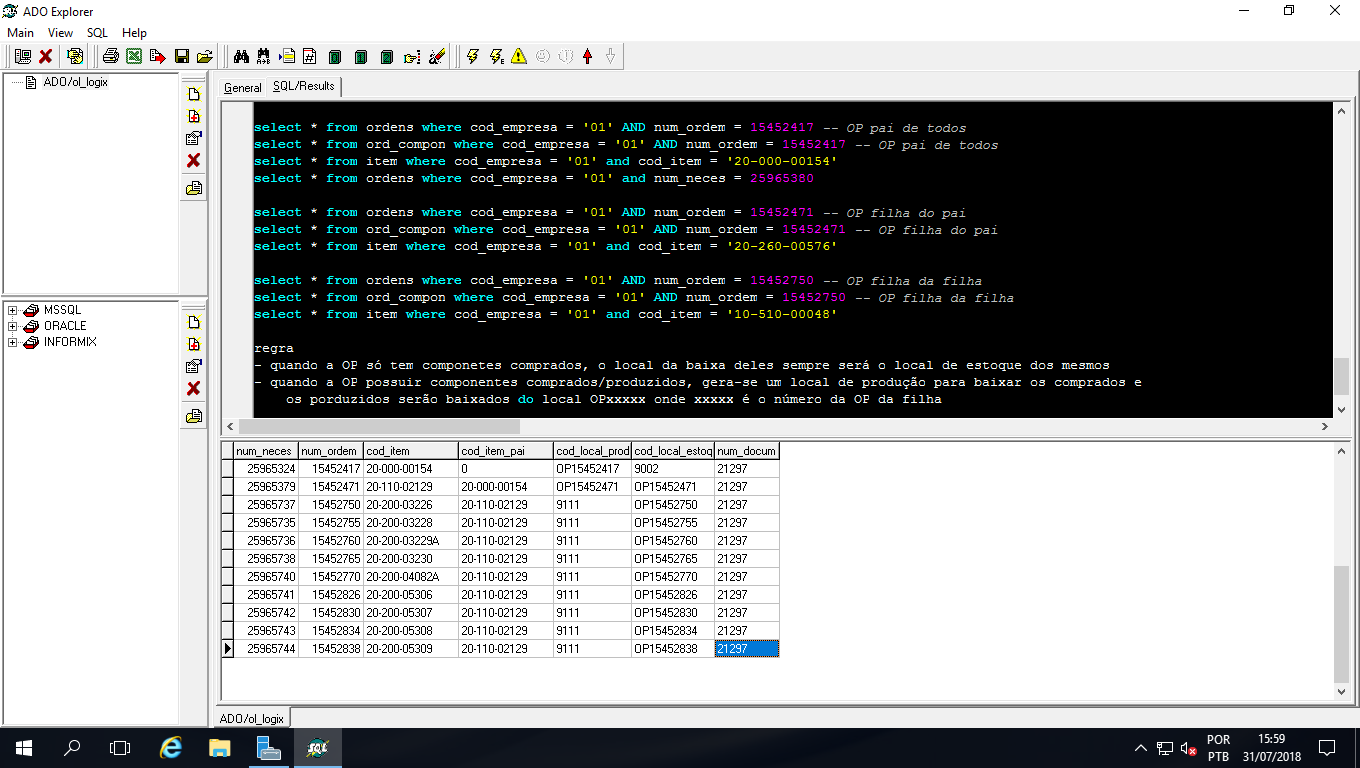 ADO Explorer
Main View SQL Help
ADO/ol_logix
General SQL/Results
select * from ordens where cod_empresa = '01' AND num_ordem = 15452417 -- OP pai de todos
select * from ord_compon where cod_empresa = '01' AND num_ordem = 15452417 -- OP pai de todos
select * from item where cod_empresa = '01' and cod_item = '20-000-00154'
select * from ordens where cod_empresa = '01' and num_neces = 25965380
select * from ordens where cod_empresa = '01' AND num_ordem = 15452471 -- OP filha do pai
select * from ord_compon where cod_empresa = '01' AND num_ordem = 15452471 -- OP filha do pai
select * from item where cod_empresa = '01' and cod_item = '20-260-00576'
select * from ordens where cod_empresa = '01' AND num_ordem = 15452750 -- OP filha da filha
select * from ord_compon where cod_empresa = '01' AND num_ordem = 15452750 -- OP filha da filha
select * from item where cod_empresa = '01' and cod_item = '10-510-00048'
regra
- quando a OP só tem componetes comprados, o local da baixa deles sempre será o local de estoque dos mesmos
- quando a OP possuir componentes comprados/produzidos, gera-se um local de produção para baixar os comprados e
os porduzidos serão baixados do local OPxxxxx onde xxxxx é o número da OP da filha
MSSQL
ORACLE
INFORMIX
num_neces num_ordem cod_item cod_item_pai cod_local_prod cod_local_estoq num_docum
25965324 15452417 20-000-00154 0 OP15452417 9002 21297
25965379 15452471 20-110-02129 20-000-00154 OP15452471 OP15452471 21297
25965737 15452750 20-200-03226 20-110-02129 9111 OP15452750 21297
25965735 15452755 20-200-03228 20-110-02129 9111 OP15452755 21297
25965736 15452760 20-200-03229A 20-110-02129 9111 OP15452760 21297
25965738 15452765 20-200-03230 20-110-02129 9111 OP15452765 21297
25965740 15452770 20-200-04082A 20-110-02129 9111 OP15452770 21297
25965741 15452826 20-200-05306 20-110-02129 9111 OP15452826 21297
25965742 15452830 20-200-05307 20-110-02129 9111 OP15452830 21297
25965743 15452834 20-200-05308 20-110-02129 9111 OP15452834 21297
25965744 15452838 20-200-05309 20-110-02129 9111 OP15452838 21297
ADO/ol_logix
SQL
POR
PTB
15:59
31/07/2018